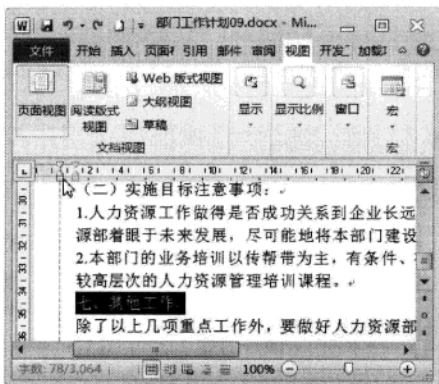 部门工作计划09.docx - Mi...
文件 开始 插入 页面 引用 邮件 审阅 视图 开发 加载
页面视图 阅读版式视图 Web 版式视图 大纲视图 草稿 显示 显示比例 窗口 宏
文档视图 宏
(二)实施目标注意事项:
1.人力资源工作做得是否成功关系到企业长远
源部着眼于未来发展,尽可能地将本部门建设
2.本部门的业务培训以传帮带为主,有条件、
较高层次的人力资源管理培训课程。
七、其他工作
除了以上几项重点工作外,要做好人力资源部
字数: 78/3,064 100%